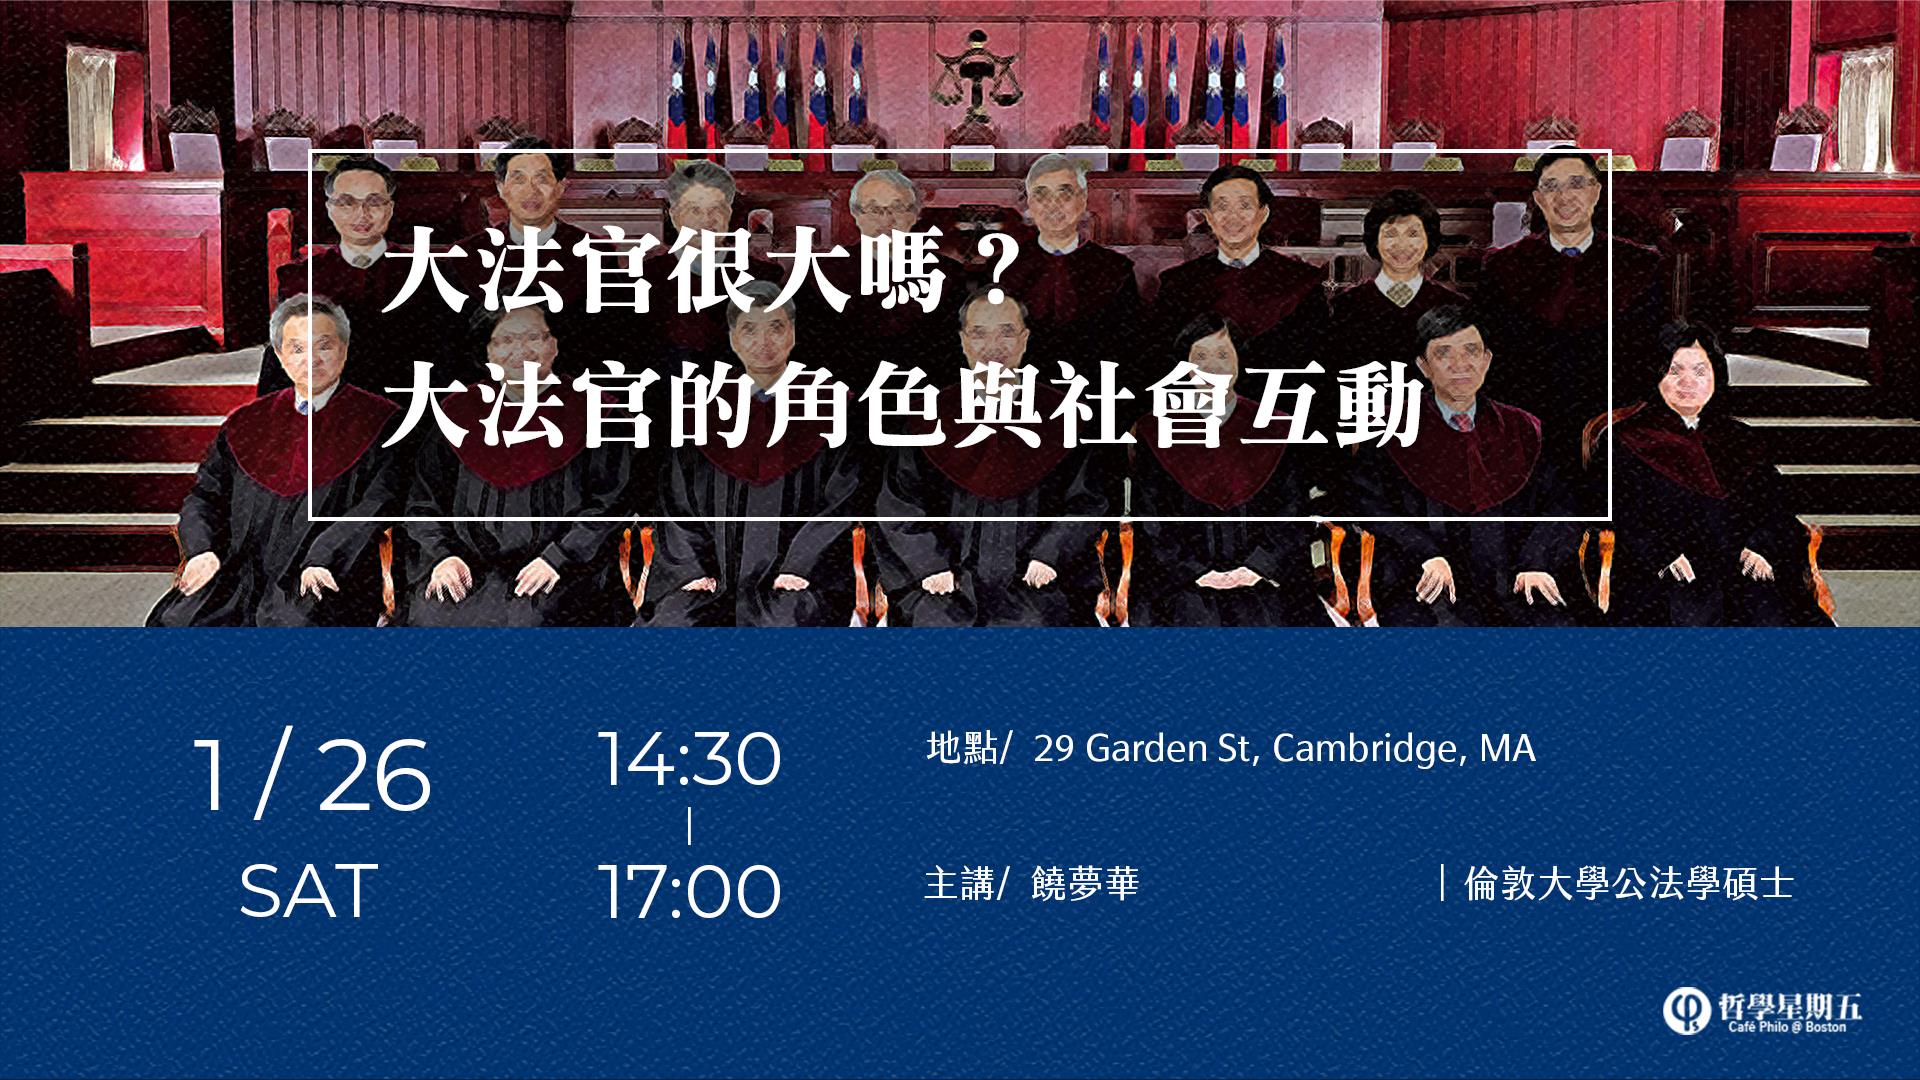 大法官很大嗎？
大法官的角色與社會互動
1 / 26
SAT
14:30
|
17:00
地點/ 29 Garden St, Cambridge, MA
主講/ 饒夢華 | 倫敦大學公法學碩士
哲學星期五
Café Philo @ Boston